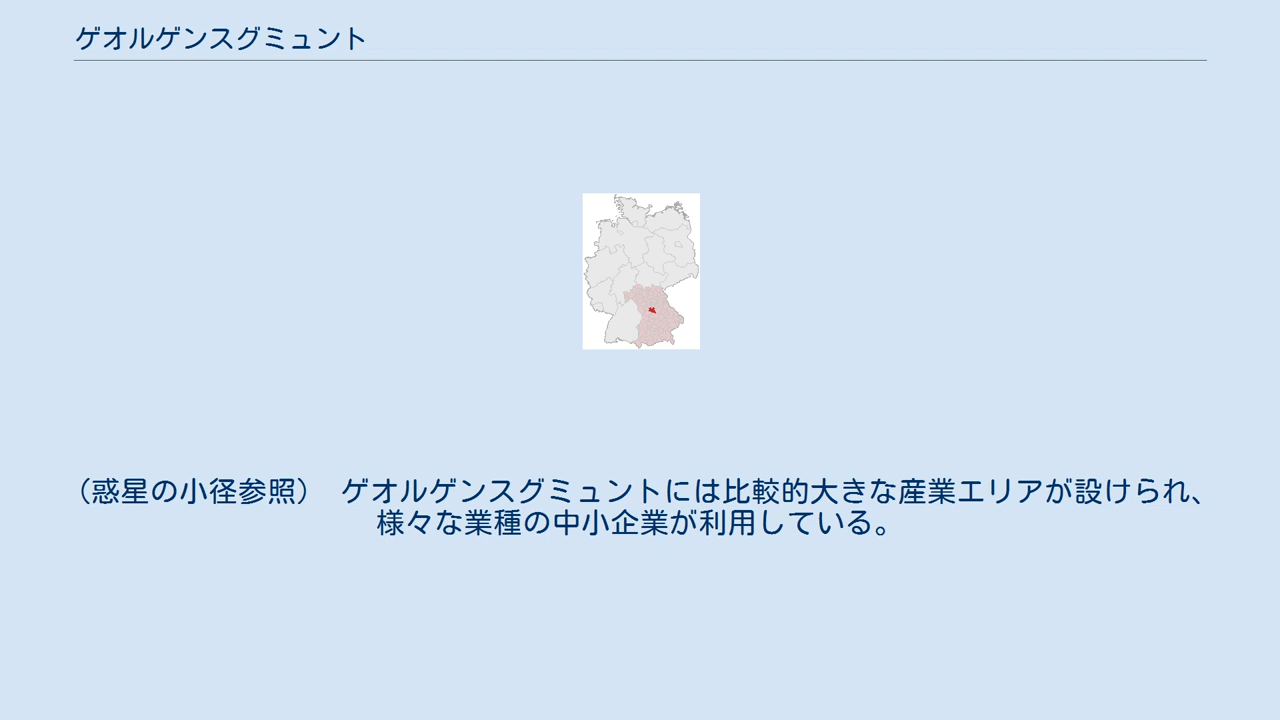 ゲオルゲンスグミュント
（惑星の小径参照）　ゲオルゲンスグミュントには比較的大きな産業エリアが設けられ、
様々な業種の中小企業が利用している。